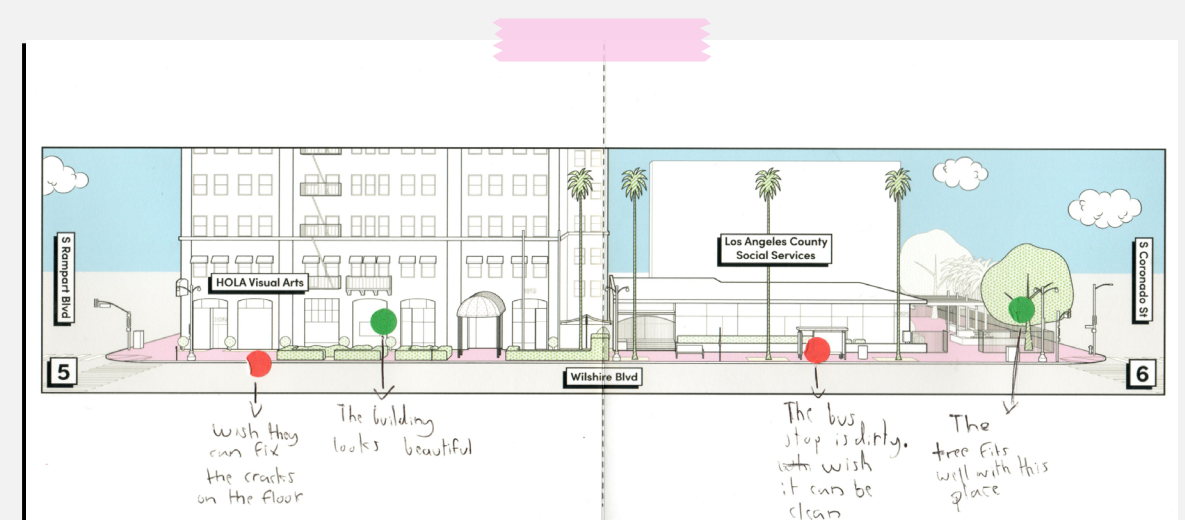 S Rampart Blvd
HOLA Visual Arts
Los Angeles County
Social Services
S Coronado St
5
Wilshire Blvd
6
Wish they
can fix
the cracks
on the floor
The building
looks beautiful
The bus
stop is dirty.
wish
it can be
clean
The
tree fits
well with this
place